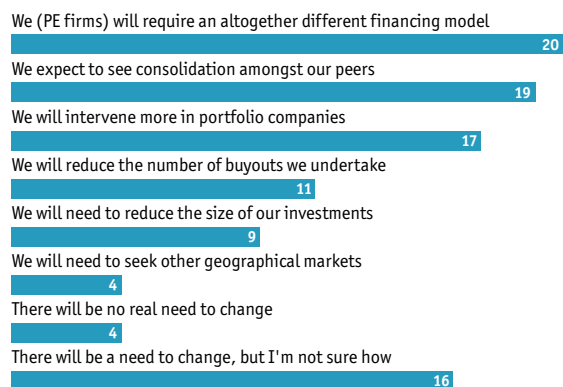 We (PE firms) will require an altogether different financing model
20
We expect to see consolidation amongst our peers
19
We will intervene more in portfolio companies
17
We will reduce the number of buyouts we undertake
11
We will need to reduce the size of our investments
9
We will need to seek other geographical markets
4
There will be no real need to change
4
There will be a need to change, but I'm not sure how
16